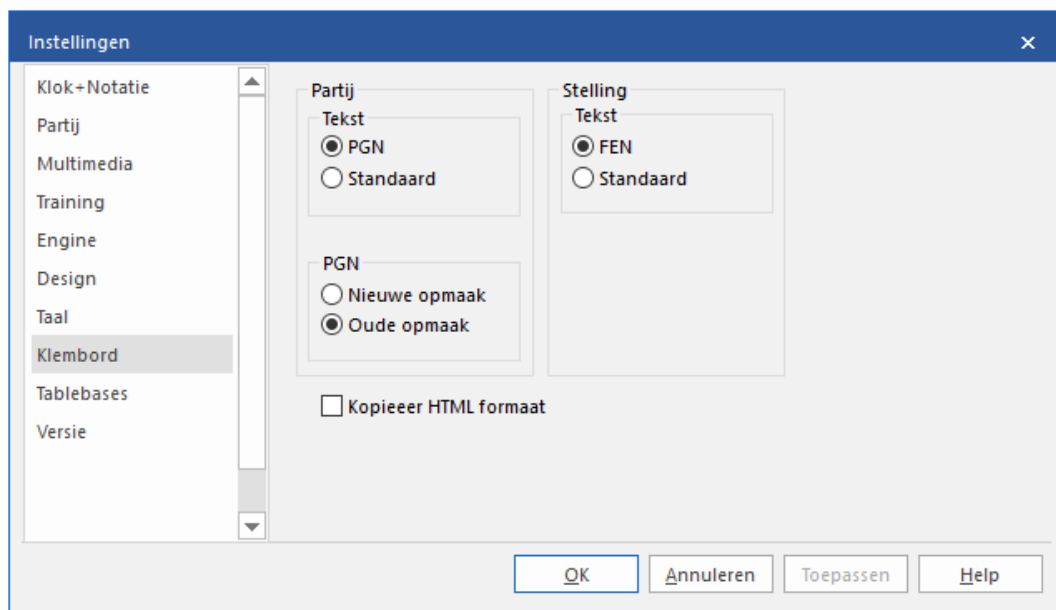 Instellingen
Klok+Notatie
Partij
Multimedia
Training
Engine
Design
Taal
Klembord
Tablebases
Versie
Partij
Tekst
PGN
Standaard
PGN
Nieuwe opmaak
Oude opmaak
Stelling
Tekst
FEN
Standaard
Kopieeer HTML formaat
OK
Annuleren
Toepassen
Help